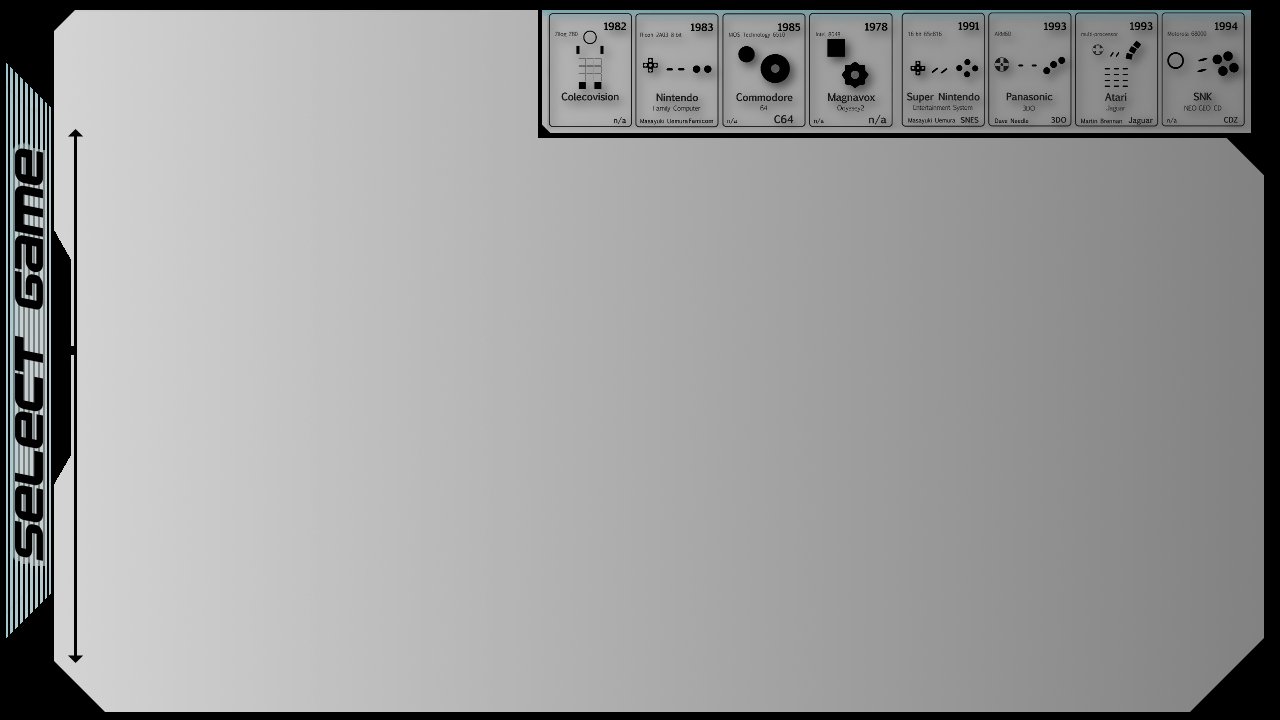 SELECT GAME
1982
Zilog Z80
Colecovision
n/a
1983
Ricoh 2A03 8 bit
Nintendo
Family Computer
Masayuki Uemura Famicom
1985
MOS Technology 6510
Commodore
64
n/a C64
1978
Intel 8048
Magnavox
Odyssey2
n/a n/a
1991
16 bit 65c816
Super Nintendo
Entertainment System
Masayuki Uemura SNES
1993
ARM60
Panasonic
3DO
Dave Needle 3DO
1993
multi-processor
Atari
Jaguar
Martin Brennan Jaguar
1994
Motorola 68000
SNK
NEO GEO CD
n/a CDZ